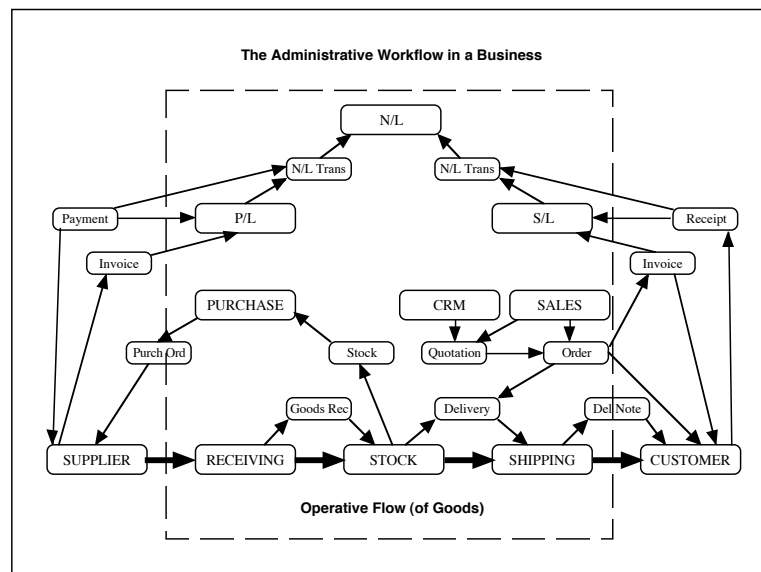 The Administrative Workflow in a Business
N/L
N/L Trans
N/L Trans
Payment
P/L
S/L
Receipt
Invoice
Invoice
PURCHASE
CRM
SALES
Purch Ord
Stock
Quotation
Order
Goods Rec
Delivery
Del Note
SUPPLIER
RECEIVING
STOCK
SHIPPING
CUSTOMER
Operative Flow (of Goods)